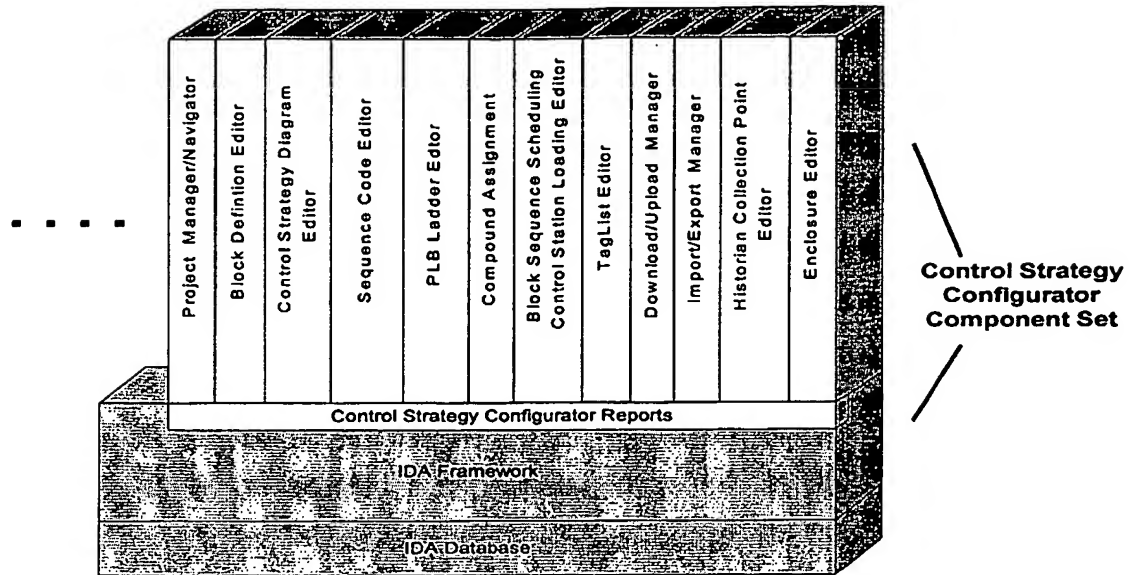 Project Manager/Navigator
Block Definition Editor
Control Strategy Diagram
Editor
Sequence Code Editor
PLB Ladder Edtor
Compound Assignment
Block Sequence Scheduling
Control Station Loading Editor
TagList Editor
Download/Upload Manager
Import/Export Manager
Historian Collection Point
Editor
Enclosure Editor
Control Strategy
Configurator
Component Set
Control Strategy Configurator Reports
IDA Framework
IDA Database